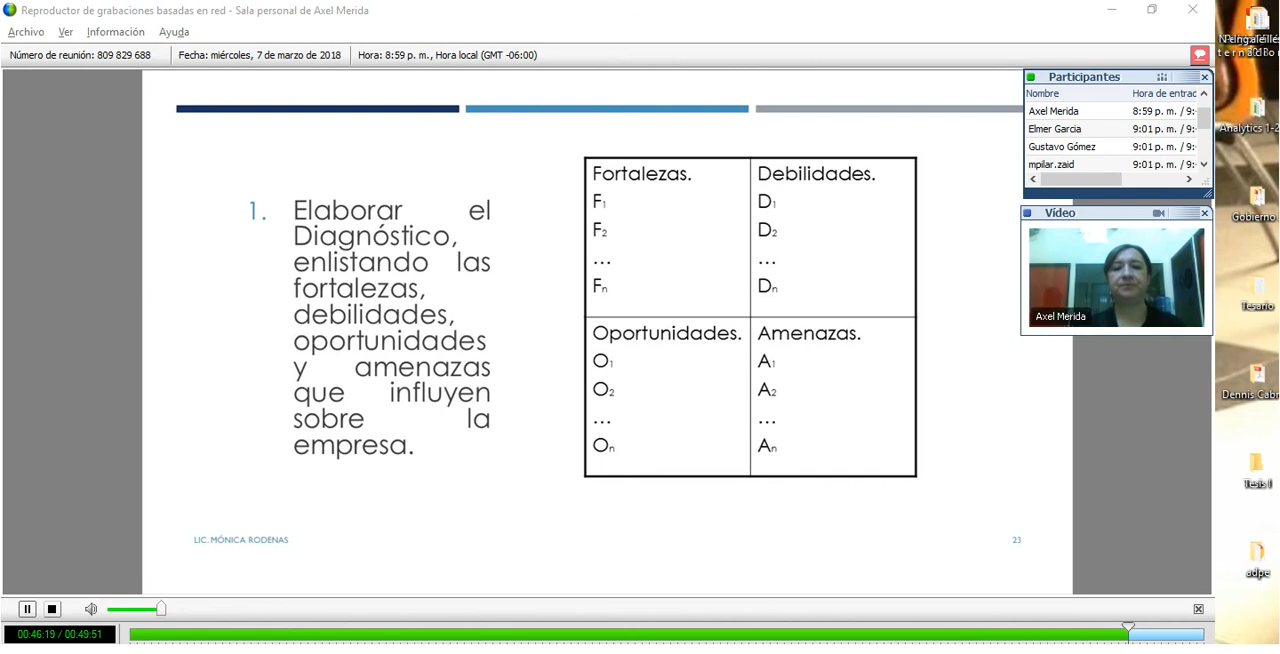 Reproductor de grabaciones basadas en red - Sala personal de Axel Merida
Archivo Ver Información Ayuda
Número de reunión: 809 829 688 Fecha: miércoles, 7 de marzo de 2018 Hora: 8:59 p. m., Hora local (GMT -06:00)
Participantes
Nombre Hora de entrac
Axel Merida 8:59 p. m. / 9:
Elmer Garcia 9:01 p. m. / 9:
Gustavo Gómez 9:01 p. m. / 9:
mpilar.zaid 9:01 p. m. / 9:
Vídeo
Axel Merida
1. Elaborar el
Diagnóstico,
enlistando las
fortalezas,
debilidades,
oportunidades
y amenazas
que influyen
sobre la
empresa.
Fortalezas.
F1
F2
...
Fn
Debilidades.
D1
D2
...
Dn
Oportunidades.
O1
O2
...
On
Amenazas.
A1
A2
...
An
LIC. MÓNICA RODENAS
23
Analytics 1-2
Gobierno
Tesario
Dennis Cabr
Tesis I
adpe
00:46:19 / 00:49:51